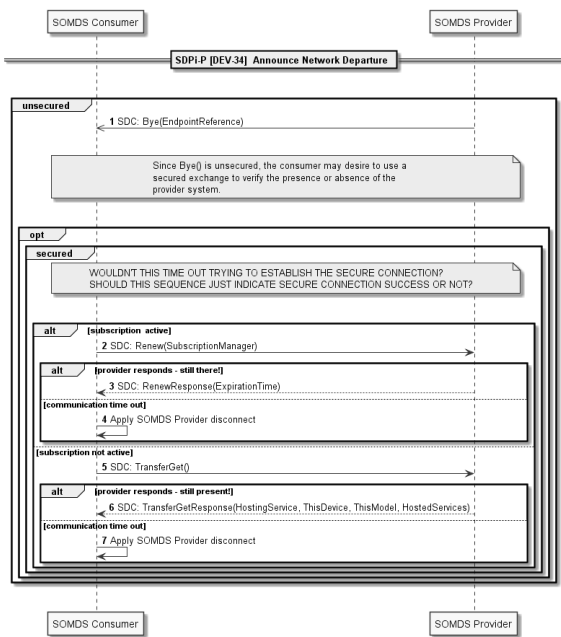 SOMDS Consumer
SOMDS Provider
SDPi-P [DEV-34] Announce Network Departure
unsecured
1 SDC: Bye(EndpointReference)
Since Bye() is unsecured, the consumer may desire to use a
secured exchange to verify the presence or absence of the
provider system.
opt
secured
WOULDN'T THIS TIME OUT TRYING TO ESTABLISH THE SECURE CONNECTION?
SHOULD THIS SEQUENCE JUST INDICATE SECURE CONNECTION SUCCESS OR NOT?
alt
[subscription active]
2 SDC: Renew(SubscriptionManager)
alt
[provider responds - still there!]
3 SDC: RenewResponse(ExpirationTime)
[communication time out]
4 Apply SOMDS Provider disconnect
[subscription not active]
5 SDC: TransferGet()
alt
[provider responds - still present!]
6 SDC: TransferGetResponse(HostingService, ThisDevice, ThisModel, HostedServices)
[communication time out]
7 Apply SOMDS Provider disconnect
SOMDS Consumer
SOMDS Provider